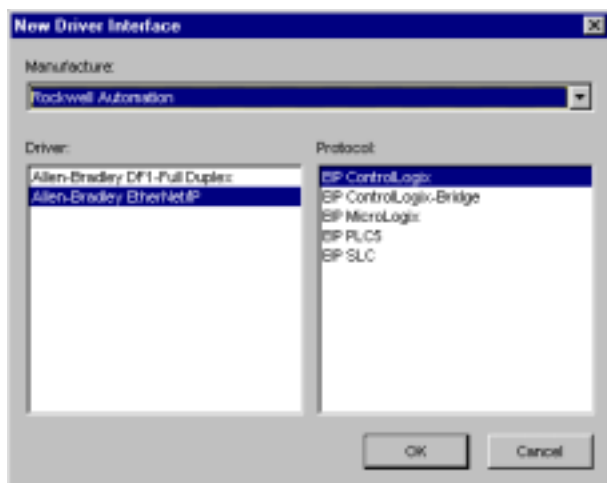 New Driver Interface
Manufacture:
Rockwell Automation
Driver:
Allen-Bradley DF1-Full Duplex
Allen-Bradley EtherNet/IP
Protocol:
EIP ControlLogix
EIP ControlLogix-Bridge
EIP MicroLogix
EIP PLC5
EIP SLC
OK
Cancel